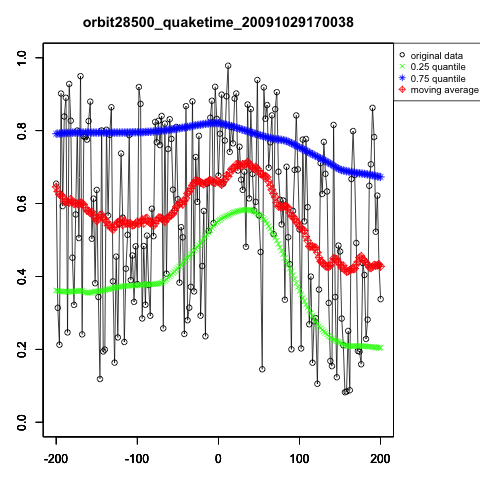 orbit28500_quaketime_20091029170038
original data
0.25 quantile
0.75 quantile
moving average
1.0
0.8
0.6
0.4
0.2
0.0
-200 -100 0 100 200